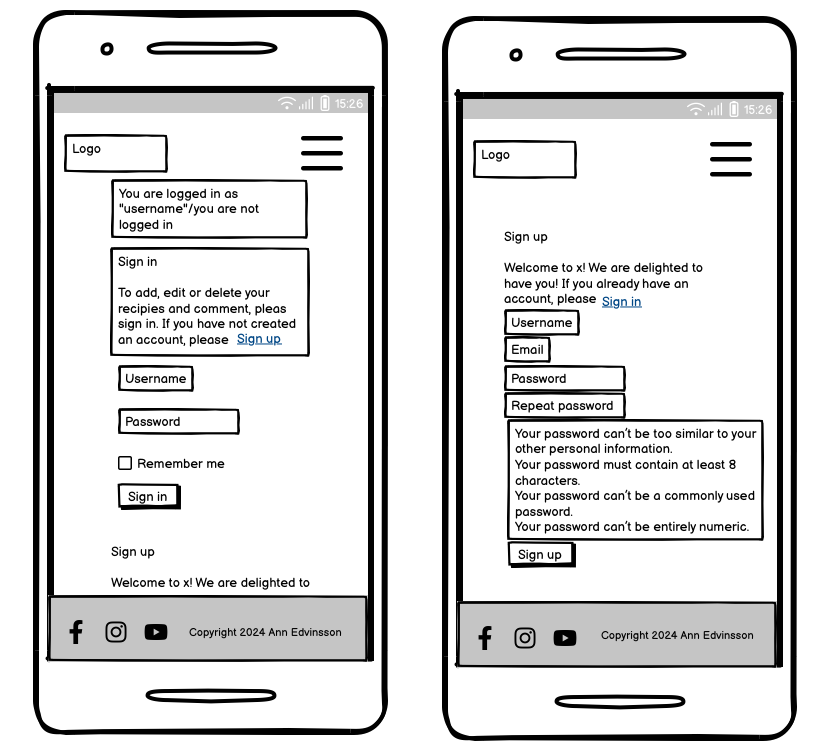 15:26
Logo
You are logged in as
"username"/you are not
logged in
Sign in
To add, edit or delete your
recipies and comment, pleas
sign in. If you have not created
an account, please Sign up
Username
Password
Remember me
Sign in
Sign up
Welcome to x! We are delighted to
Copyright 2024 Ann Edvinsson
15:26
Logo
Sign up
Welcome to x! We are delighted to
have you! If you already have an
account, please Sign in
Username
Email
Password
Repeat password
Your password can't be too similar to your
other personal information.
Your password must contain at least 8
characters.
Your password can't be a commonly used
password.
Your password can't be entirely numeric.
Sign up
Copyright 2024 Ann Edvinsson